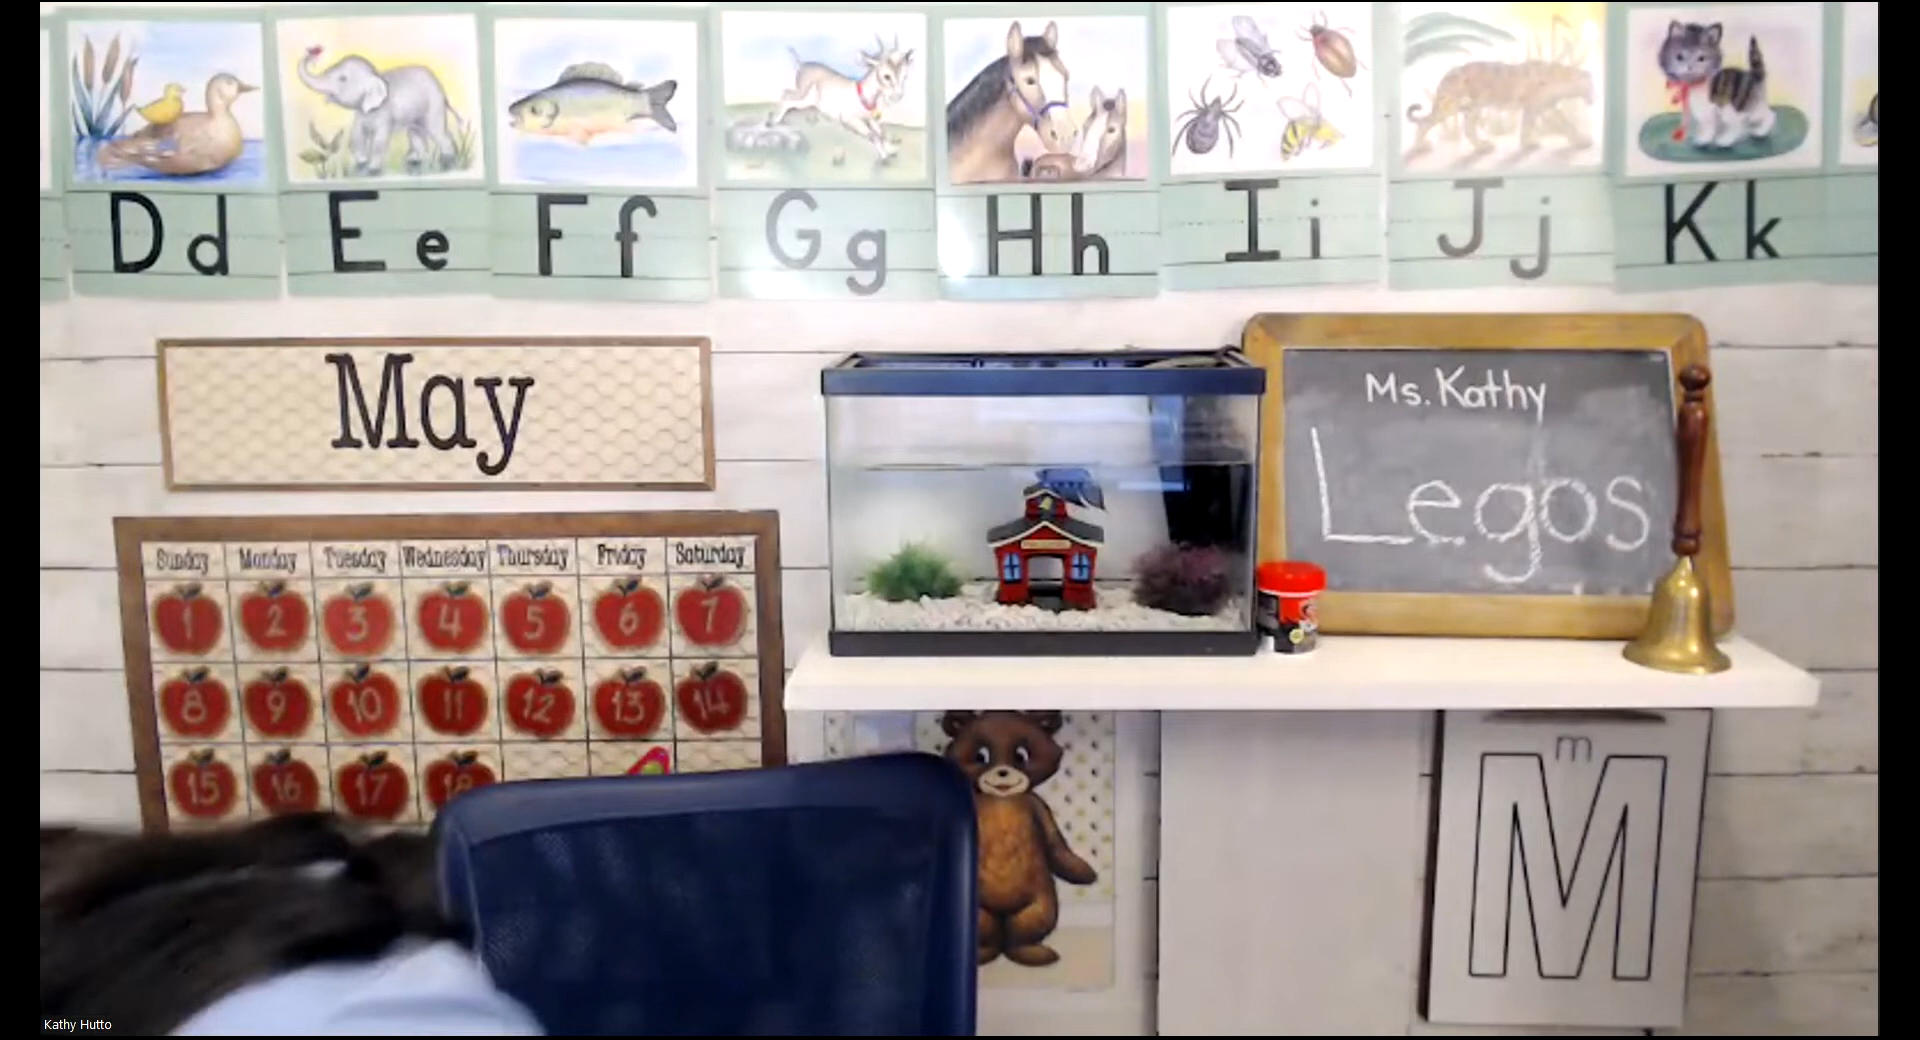 Dd Ee Ff Gg Hh Ii Jj Kk
May
Ms. Kathy
Legos
Sunday Monday Tuesday Wednesday Thursday Friday Saturday
1 2 3 4 5 6 7
8 9 10 11 12 13 14
15 16 17 18
m
M
Kathy Hutto